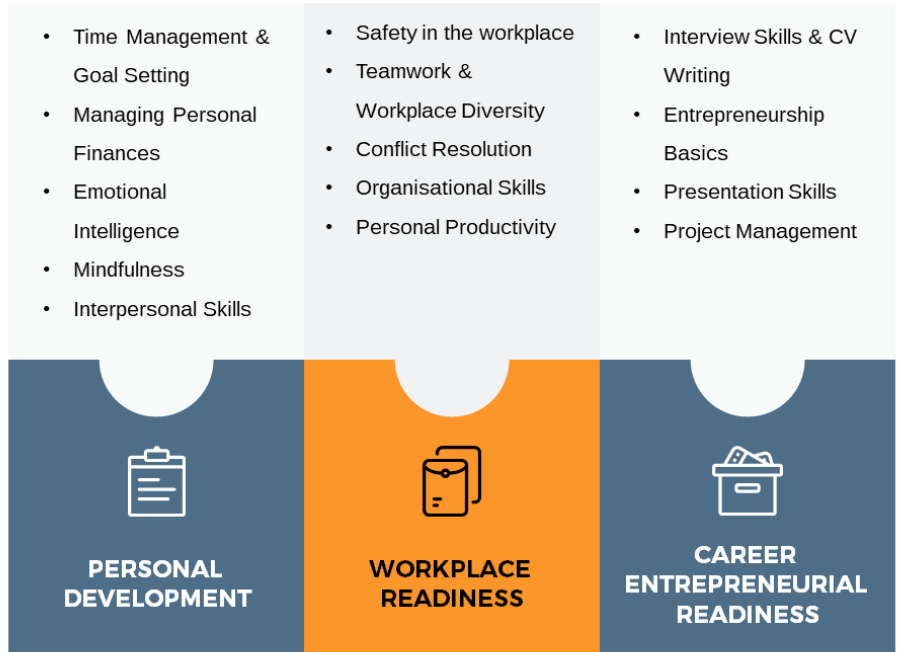 • Time Management &
Goal Setting
• Managing Personal
Finances
• Emotional
Intelligence
• Mindfulness
• Interpersonal Skills
• Safety in the workplace
• Teamwork &
Workplace Diversity
• Conflict Resolution
• Organisational Skills
• Personal Productivity
• Interview Skills & CV
Writing
• Entrepreneurship
Basics
• Presentation Skills
• Project Management
PERSONAL
DEVELOPMENT
WORKPLACE
READINESS
CAREER
ENTREPRENEURIAL
READINESS